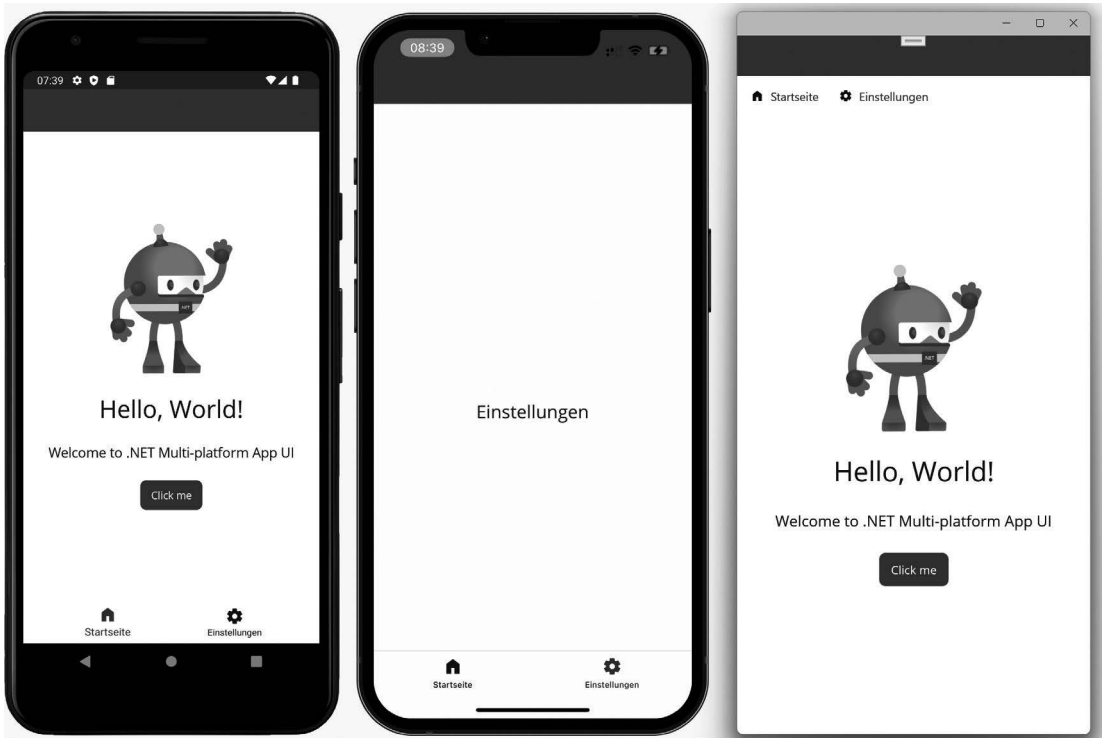 07:39
Hello, World!
Welcome to .NET Multi-platform App UI
Click me
Startseite
Einstellungen
08:39
Einstellungen
Startseite
Einstellungen
Startseite
Einstellungen
.NET
Hello, World!
Welcome to .NET Multi-platform App UI
Click me